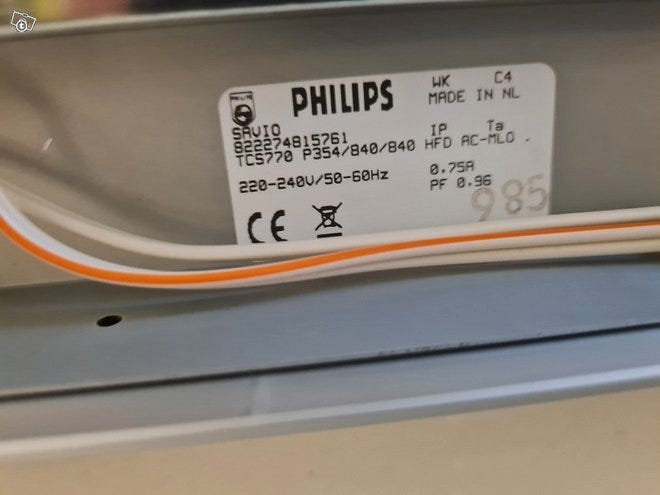 PHILIPS
WK C4
MADE IN NL
SAVIO
822274815761
TCS770 P354/840/840 HFD AC-MLO .
IP Ta
220-240V/50-60Hz
0.75A
PF 0.96
985
CE